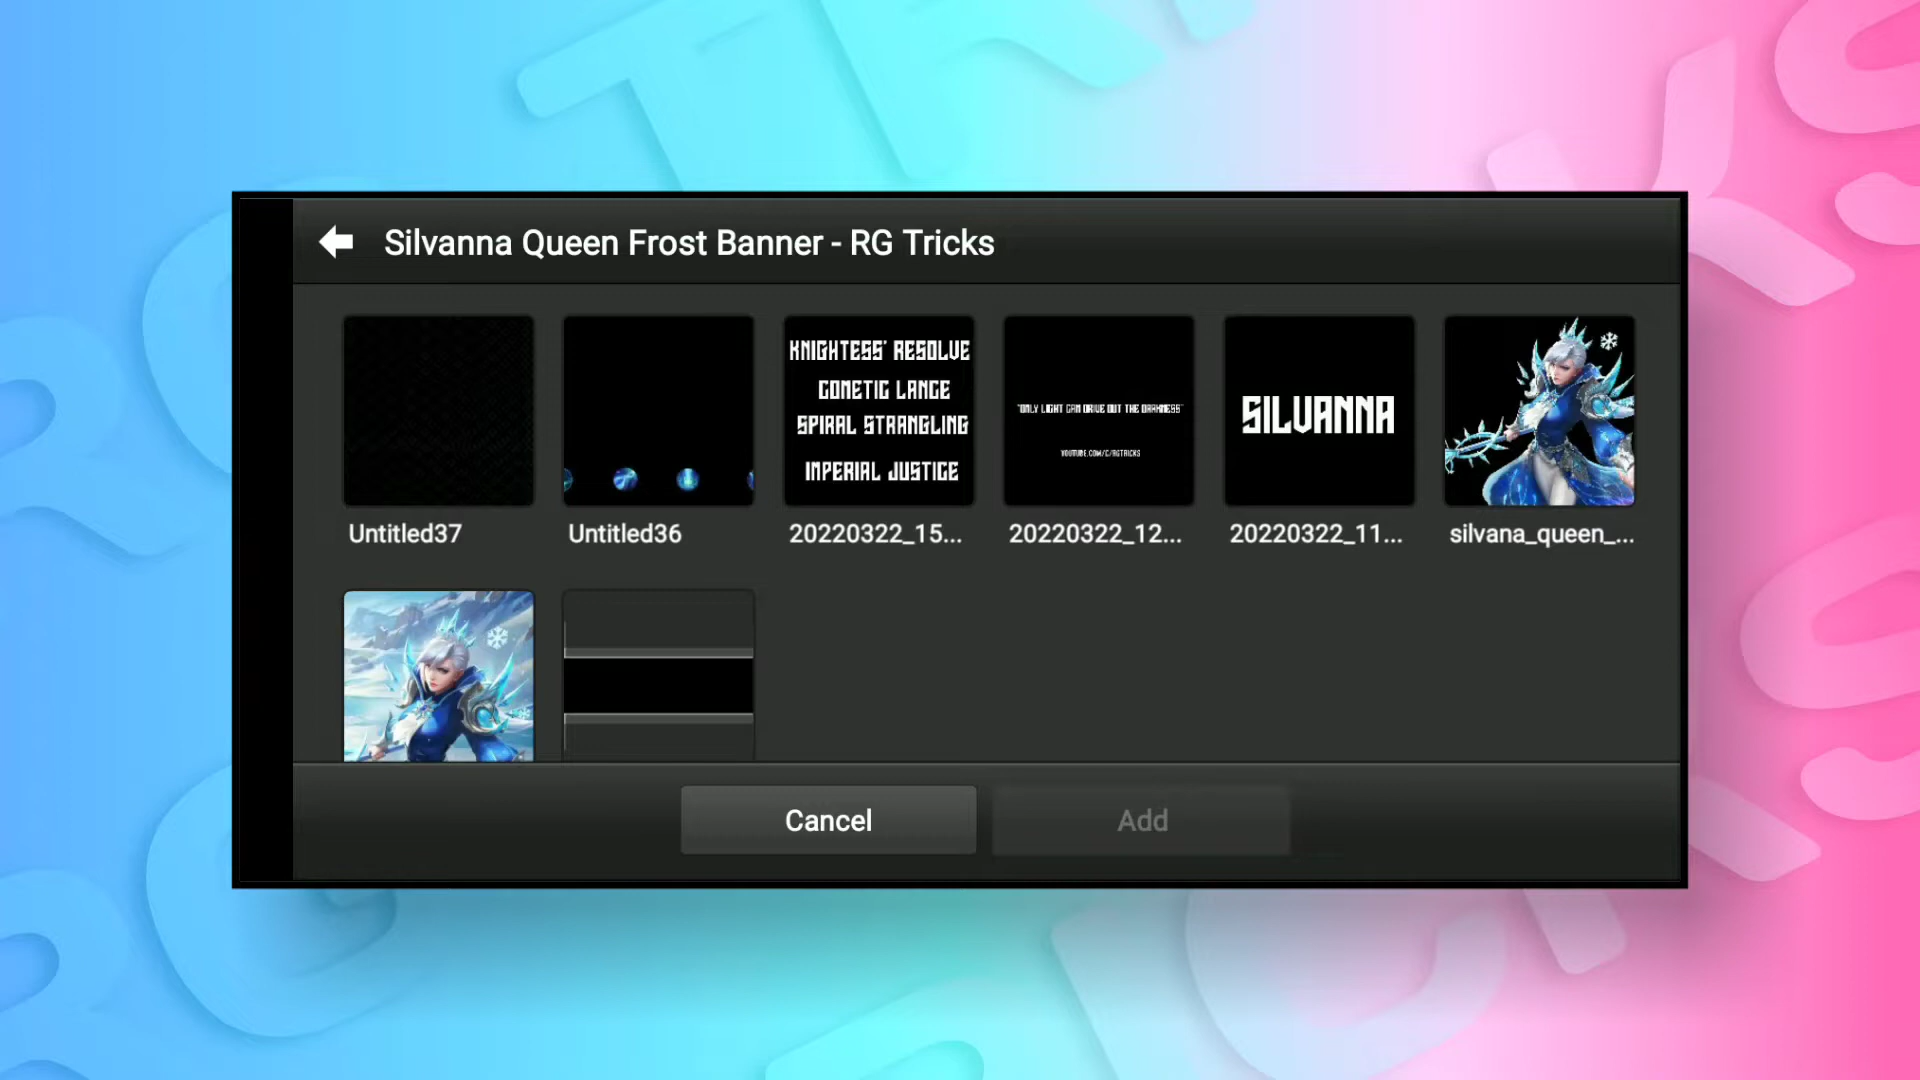 Silvanna Queen Frost Banner - RG Tricks
KNIGHTESS' RESOLVE
COMETIC LANCE
SPIRAL STRANGLING
IMPERIAL JUSTICE
"ONLY LIGHT CAN DRIVE OUT THE DARKNESS"
YOUTUBE.COM/C/RGTRICKS
SILVANNA
Untitled37
Untitled36
20220322_15...
20220322_12...
20220322_11...
silvana_queen_...
Cancel
Add